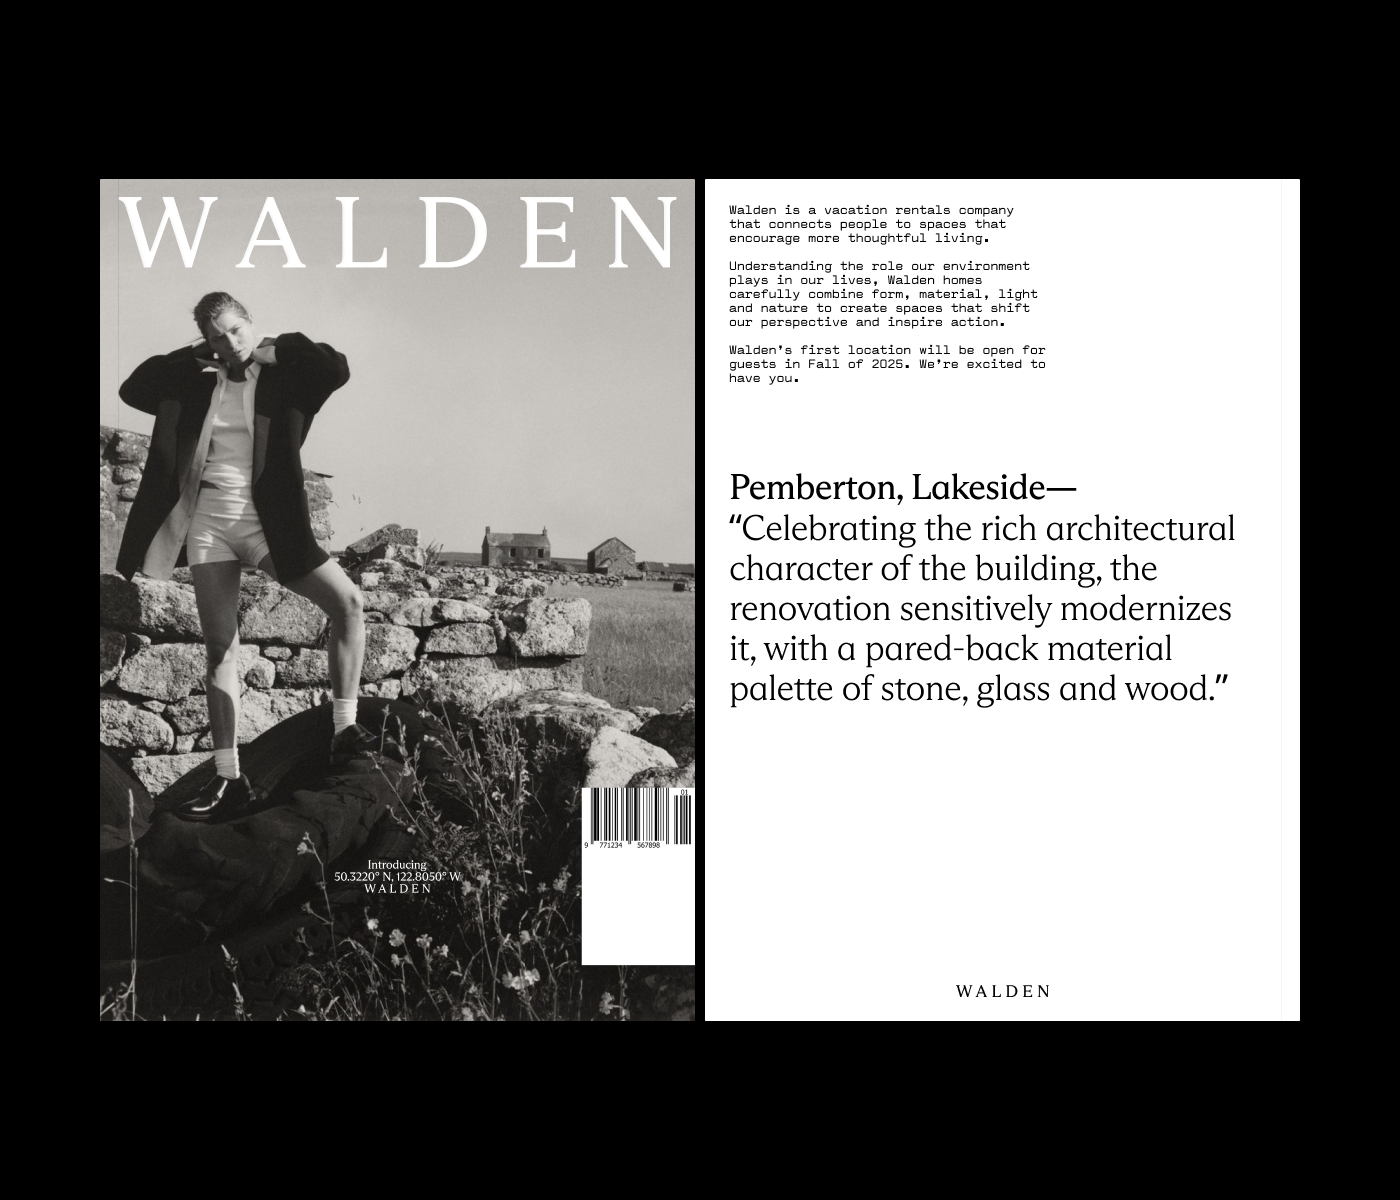 WALDEN
01
9 771234 567898
Introducing
50.3220° N, 122.8050° W
WALDEN
Walden is a vacation rentals company
that connects people to spaces that
encourage more thoughtful living.
Understanding the role our environment
plays in our lives, Walden homes
carefully combine form, material, light
and nature to create spaces that shift
our perspective and inspire action.
Walden’s first location will be open for
guests in Fall of 2025. We’re excited to
have you.
Pemberton, Lakeside—
“Celebrating the rich architectural
character of the building, the
renovation sensitively modernizes
it, with a pared-back material
palette of stone, glass and wood.”
WALDEN